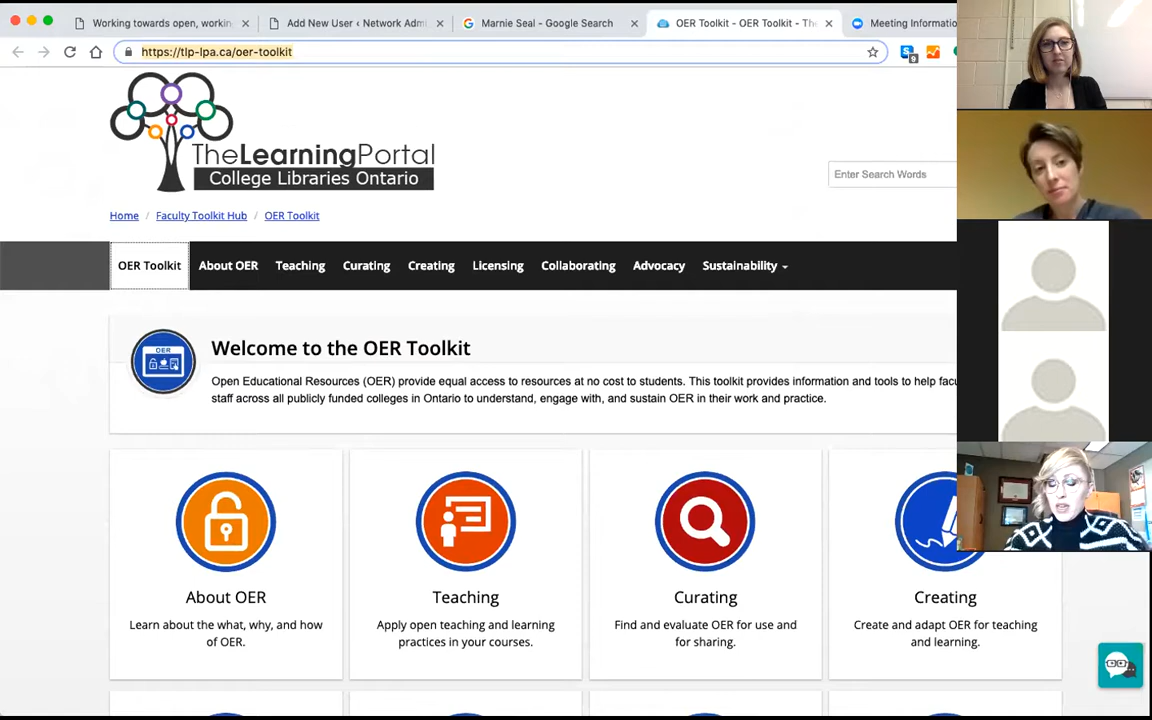 Working towards open, workin
Add New User ‹ Network Admi
Marnie Seal - Google Search
OER Toolkit - OER Toolkit - The
Meeting Informati
https://tlp-lpa.ca/oer-toolkit
9
TheLearningPortal
College Libraries Ontario
Enter Search Words
Home / Faculty Toolkit Hub / OER Toolkit
OER Toolkit About OER Teaching Curating Creating Licensing Collaborating Advocacy Sustainability
OER
Welcome to the OER Toolkit
Open Educational Resources (OER) provide equal access to resources at no cost to students. This toolkit provides information and tools to help facu
staff across all publicly funded colleges in Ontario to understand, engage with, and sustain OER in their work and practice.
About OER
Learn about the what, why, and how
of OER.
Teaching
Apply open teaching and learning
practices in your courses.
Curating
Find and evaluate OER for use and
for sharing.
Creating
Create and adapt OER for teaching
and learning.